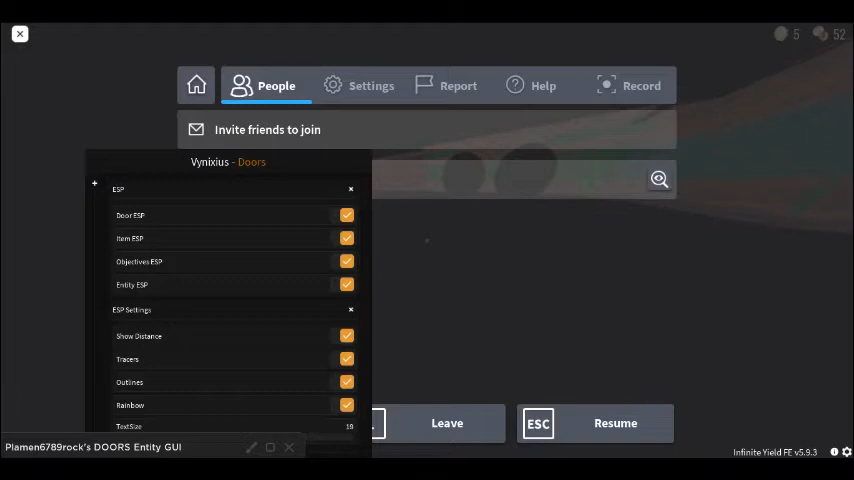 5 52
People Settings Report Help Record
Invite friends to join
Vynixius - Doors
ESP
Door ESP
Item ESP
Objectives ESP
Entity ESP
ESP Settings
Show Distance
Tracers
Outlines
Rainbow
TextSize 19
Leave
ESC Resume
Plamen6789rock's DOORS Entity GUI
Infinite Yield FE v5.9.3